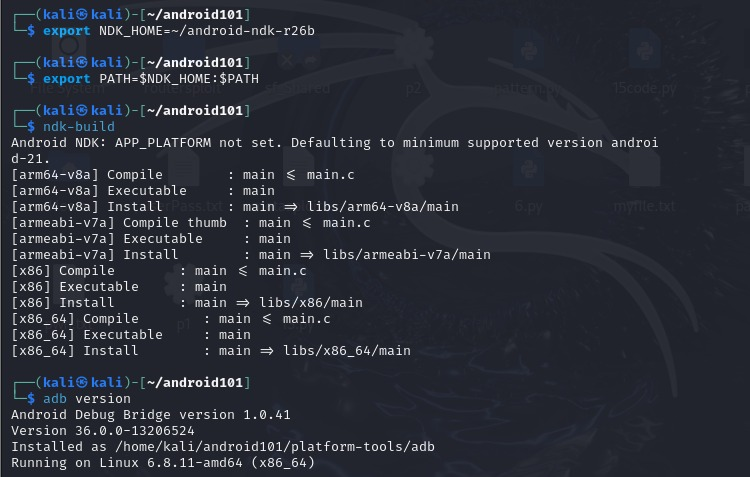 ┌──(kali㉿kali)-[~/android101]
└─$ export NDK_HOME=~/android-ndk-r26b
┌──(kali㉿kali)-[~/android101]
└─$ export PATH=$NDK_HOME:$PATH
┌──(kali㉿kali)-[~/android101]
└─$ ndk-build
Android NDK: APP_PLATFORM not set. Defaulting to minimum supported version androi
d-21.
[arm64-v8a] Compile        : main <= main.c
[arm64-v8a] Executable     : main
[arm64-v8a] Install        : main => libs/arm64-v8a/main
[armeabi-v7a] Compile thumb  : main <= main.c
[armeabi-v7a] Executable     : main
[armeabi-v7a] Install        : main => libs/armeabi-v7a/main
[x86] Compile        : main <= main.c
[x86] Executable     : main
[x86] Install        : main => libs/x86/main
[x86_64] Compile        : main <= main.c
[x86_64] Executable     : main
[x86_64] Install        : main => libs/x86_64/main
┌──(kali㉿kali)-[~/android101]
└─$ adb version
Android Debug Bridge version 1.0.41
Version 36.0.0-13206524
Installed as /home/kali/android101/platform-tools/adb
Running on Linux 6.8.11-amd64 (x86_64)